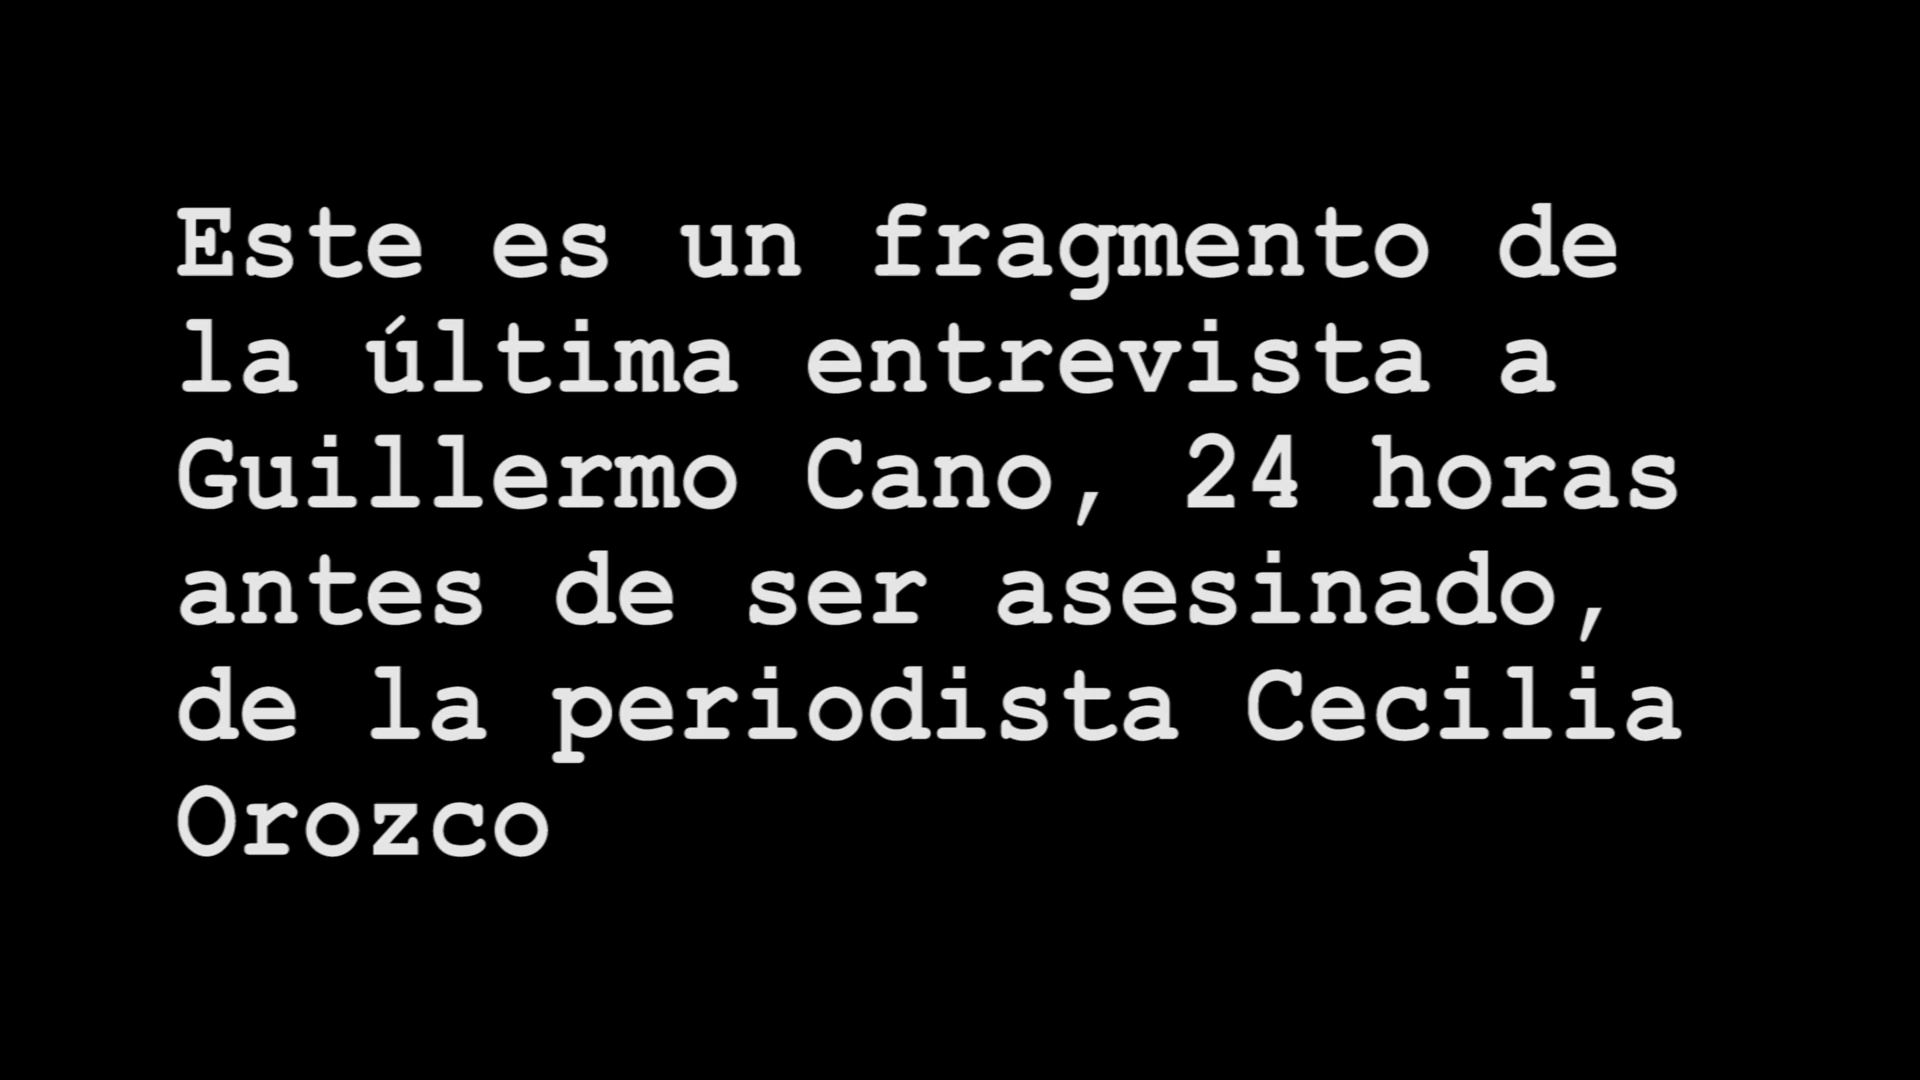 Este es un fragmento de
la última entrevista a
Guillermo Cano, 24 horas
antes de ser asesinado,
de la periodista Cecilia
Orozco